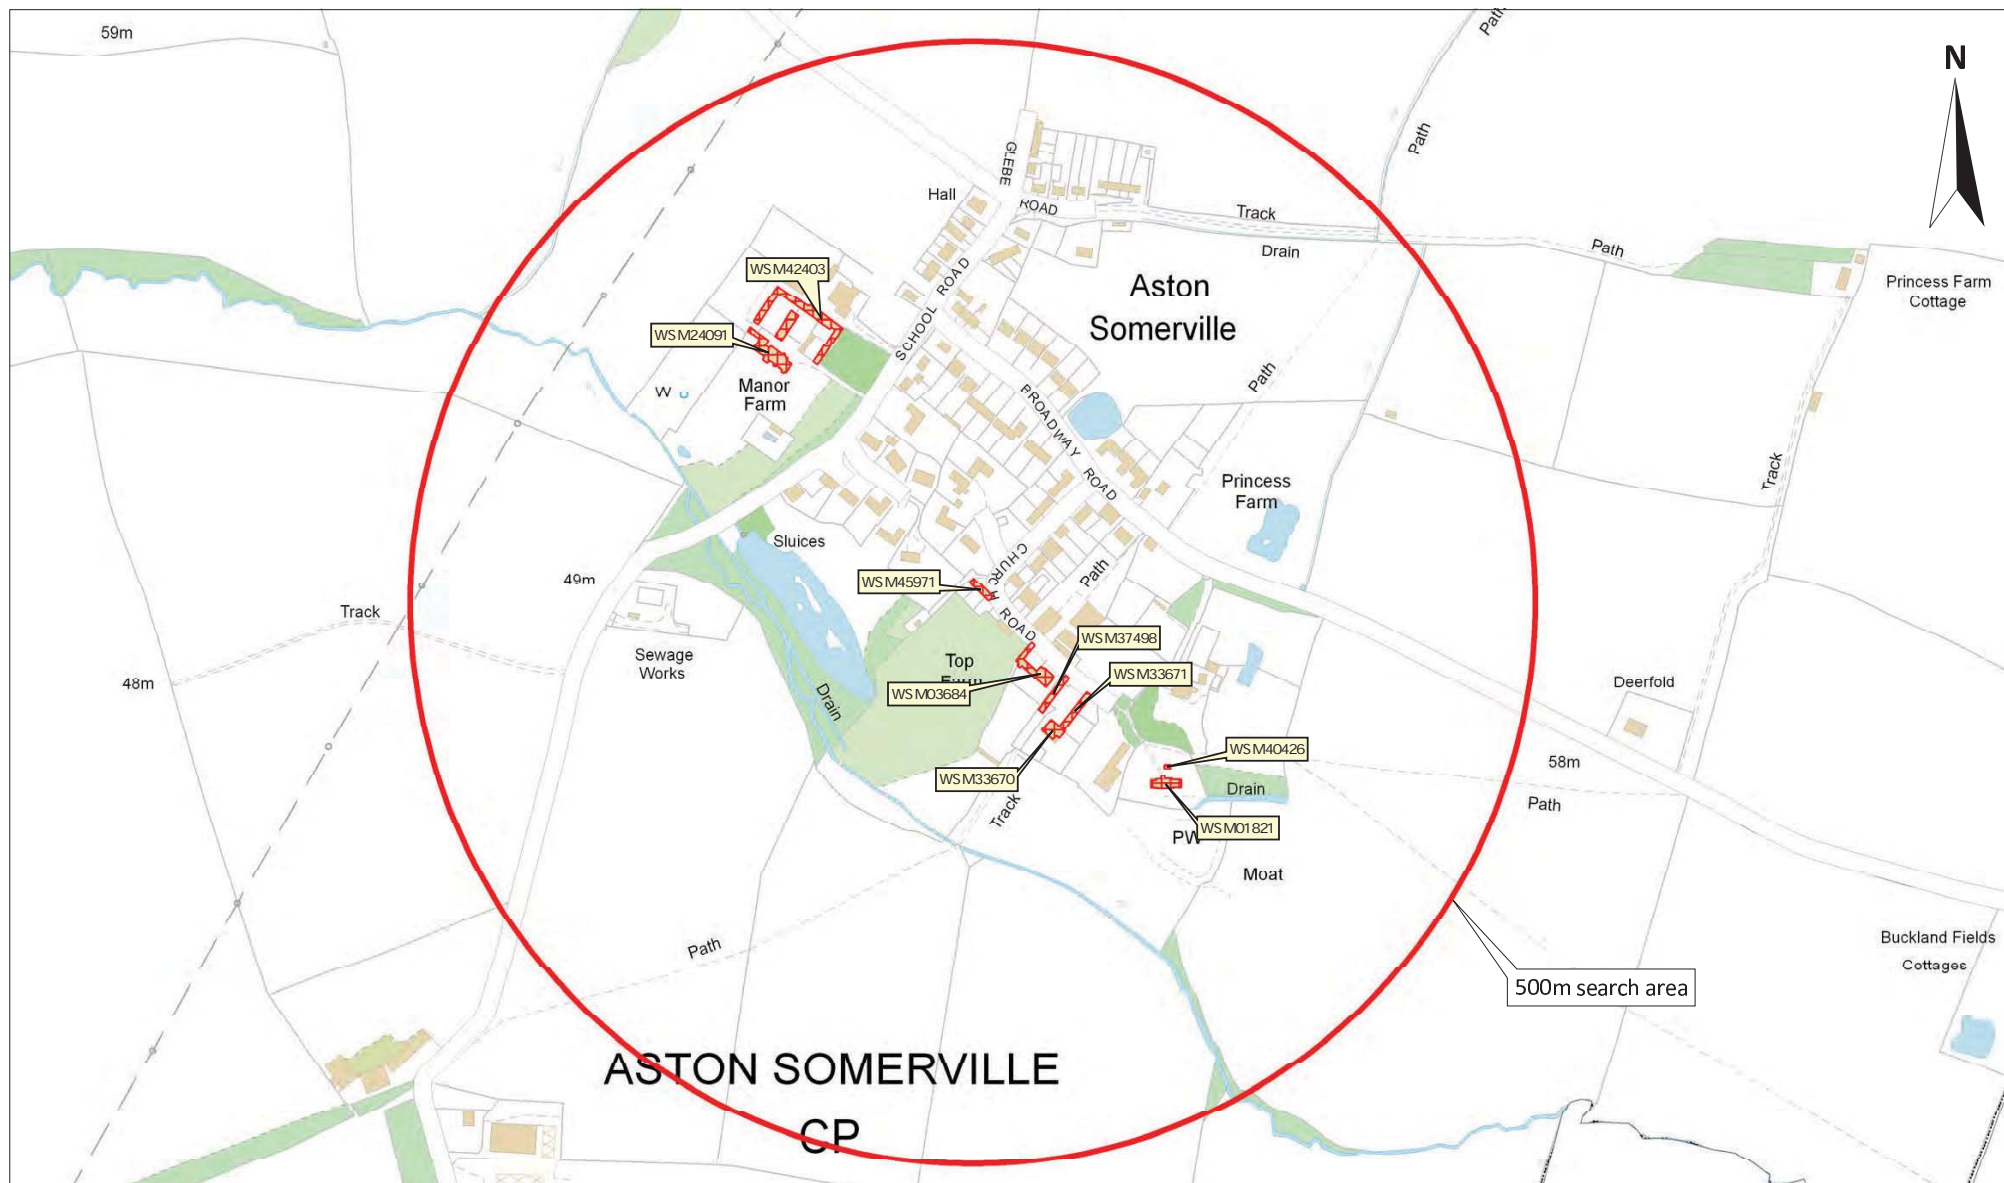 59m
Path
N
GLEBE
ROAD
Path
Hall
Track
Drain
Path
WSM42403
SCHOOL ROAD
Aston
Somerville
Princess Farm
Cottage
WSM24091
Manor
Farm
W
Path
BROADWAY ROAD
Princess
Farm
Track
Sluices
CHURCH ROAD
Path
49m
WSM45971
Track
Sewage
Works
WSM37498
Top
WSM33671
WSM03684
48m
Drain
Deerfold
WSM40426
58m
WSM33670
Drain
Path
Track
WSM01821
PW
Moat
Path
Buckland Fields
Cottages
500m search area
ASTON SOMERVILLE
CP